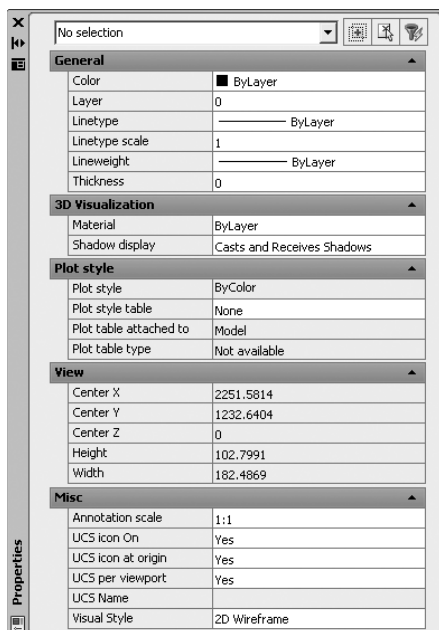 No selection
General
Color ByLayer
Layer 0
Linetype ByLayer
Linetype scale 1
Lineweight ByLayer
Thickness 0
3D Visualization
Material ByLayer
Shadow display Casts and Receives Shadows
Plot style
Plot style ByColor
Plot style table None
Plot table attached to Model
Plot table type Not available
View
Center X 2251.5814
Center Y 1232.6404
Center Z 0
Height 102.7991
Width 182.4869
Misc
Annotation scale 1:1
UCS icon On Yes
UCS icon at origin Yes
UCS per viewport Yes
UCS Name
Visual Style 2D Wireframe
Properties